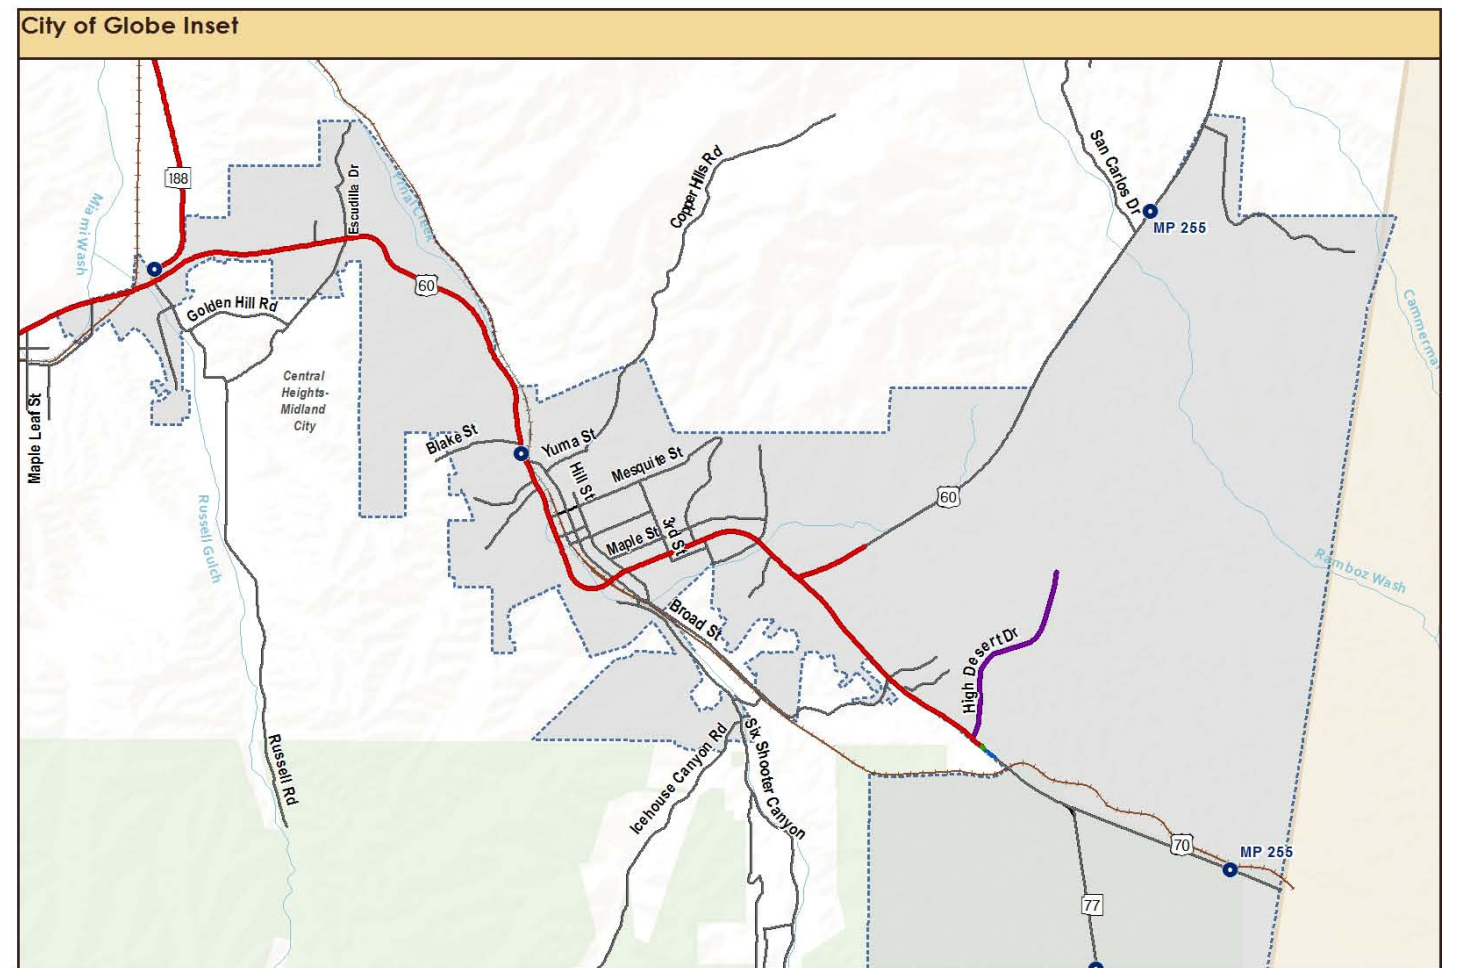 City of Globe Inset
188
Miami Wash
Escudilla Dr
Pinal Creek
Copper Hills Rd
San Carlos Dr
MP 255
60
Golden Hill Rd
Cammerma
Central
Heights-
Midland
City
Maple Leaf St
Blake St
Yuma St
Hill St
Mesquite St
60
Russell Gulch
Maple St
3rd St
Ramboz Wash
Broad St
High Desert Dr
Russell Rd
Icehouse Canyon Rd
Six Shooter Canyon
70
MP 255
77